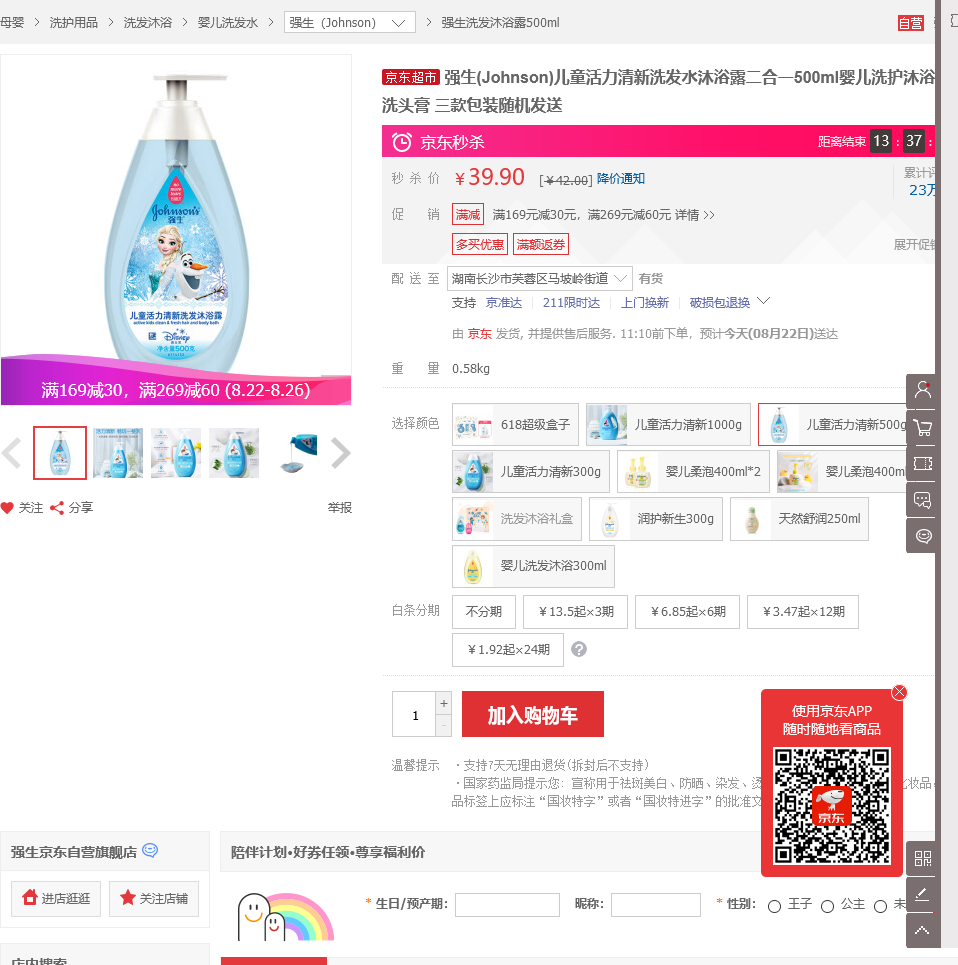 母婴 > 洗护用品 > 洗发沐浴 > 婴儿洗发水 > 强生（Johnson） > 强生洗发沐浴露500ml
自营
京东超市 强生(Johnson)儿童活力清新洗发水沐浴露二合一500ml婴儿洗护沐浴
洗头膏 三款包装随机发送
京东秒杀
距离结束 13 : 37 :
秒杀价 ￥39.90 [￥42.00] 降价通知
累计评
23万
促销 满减 满169元减30元，满269元减60元 详情 >>
多买优惠 满额返券
展开促销
配送至 湖南长沙市芙蓉区马坡岭街道 有货
支持 京准达 211限时达 上门换新 破损包退换
由 京东 发货, 并提供售后服务. 11:10前下单，预计今天(08月22日)送达
重量 0.58kg
Johnson's
强生
儿童活力清新洗发沐浴露
active kids clean & fresh hair and body bath
Disney
净含量500克
满169减30，满269减60 (8.22-8.26)
关注 分享 举报
选择颜色 618超级盒子 儿童活力清新1000g 儿童活力清新500g
儿童活力清新300g 婴儿柔泡400ml*2 婴儿柔泡400ml
洗发沐浴礼盒 润护新生300g 天然舒润250ml
婴儿洗发沐浴300ml
白条分期 不分期 ￥13.5起×3期 ￥6.85起×6期 ￥3.47起×12期
￥1.92起×24期 ?
1 + - 加入购物车
温馨提示 ·支持7天无理由退货(拆封后不支持)
·国家药监局提示您：宣称用于祛斑美白、防晒、染发、烫
化妆品
品标签上应标注“国妆特字”或者“国妆特进字”的批准文
使用京东APP
随时随地看商品
京东
强生京东自营旗舰店
进店逛逛 关注店铺
店内搜索
陪伴计划•好券任领•尊享福利价
* 生日/预产期： 昵称： * 性别： 王子 公主 未